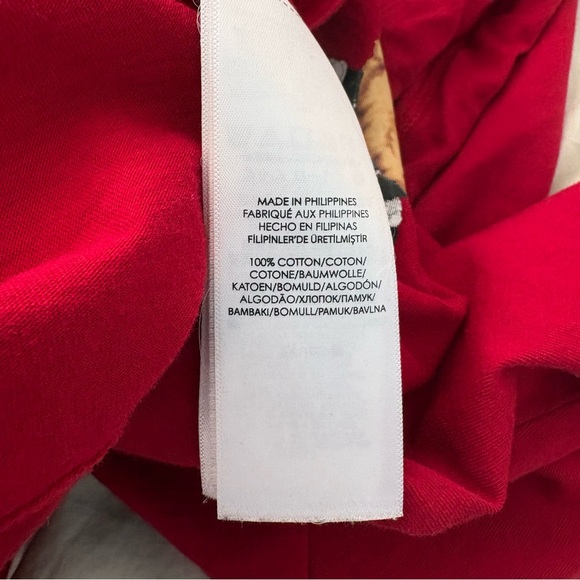 MADE IN PHILIPPINES
FABRIQUÉ AUX PHILIPPINES
HECHO EN FILIPINAS
FİLİPİNLER'DE ÜRETİLMİŞTİR
100% COTTON/COTON/
COTONE/BAUMWOLLE/
KATOEN/BOMULD/ALGODÓN/
ALGODÃO/ХЛОПОК/ПАМУК/
BAMBAKI/BOMULL/PAMUK/BAVLNA